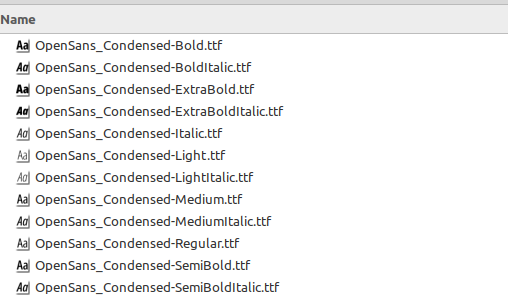 Name
Aa OpenSans_Condensed-Bold.ttf
Aa OpenSans_Condensed-BoldItalic.ttf
Aa OpenSans_Condensed-ExtraBold.ttf
Aa OpenSans_Condensed-ExtraBoldItalic.ttf
Aa OpenSans_Condensed-Italic.ttf
Aa OpenSans_Condensed-Light.ttf
Aa OpenSans_Condensed-LightItalic.ttf
Aa OpenSans_Condensed-Medium.ttf
Aa OpenSans_Condensed-MediumItalic.ttf
Aa OpenSans_Condensed-Regular.ttf
Aa OpenSans_Condensed-SemiBold.ttf
Aa OpenSans_Condensed-SemiBoldItalic.ttf